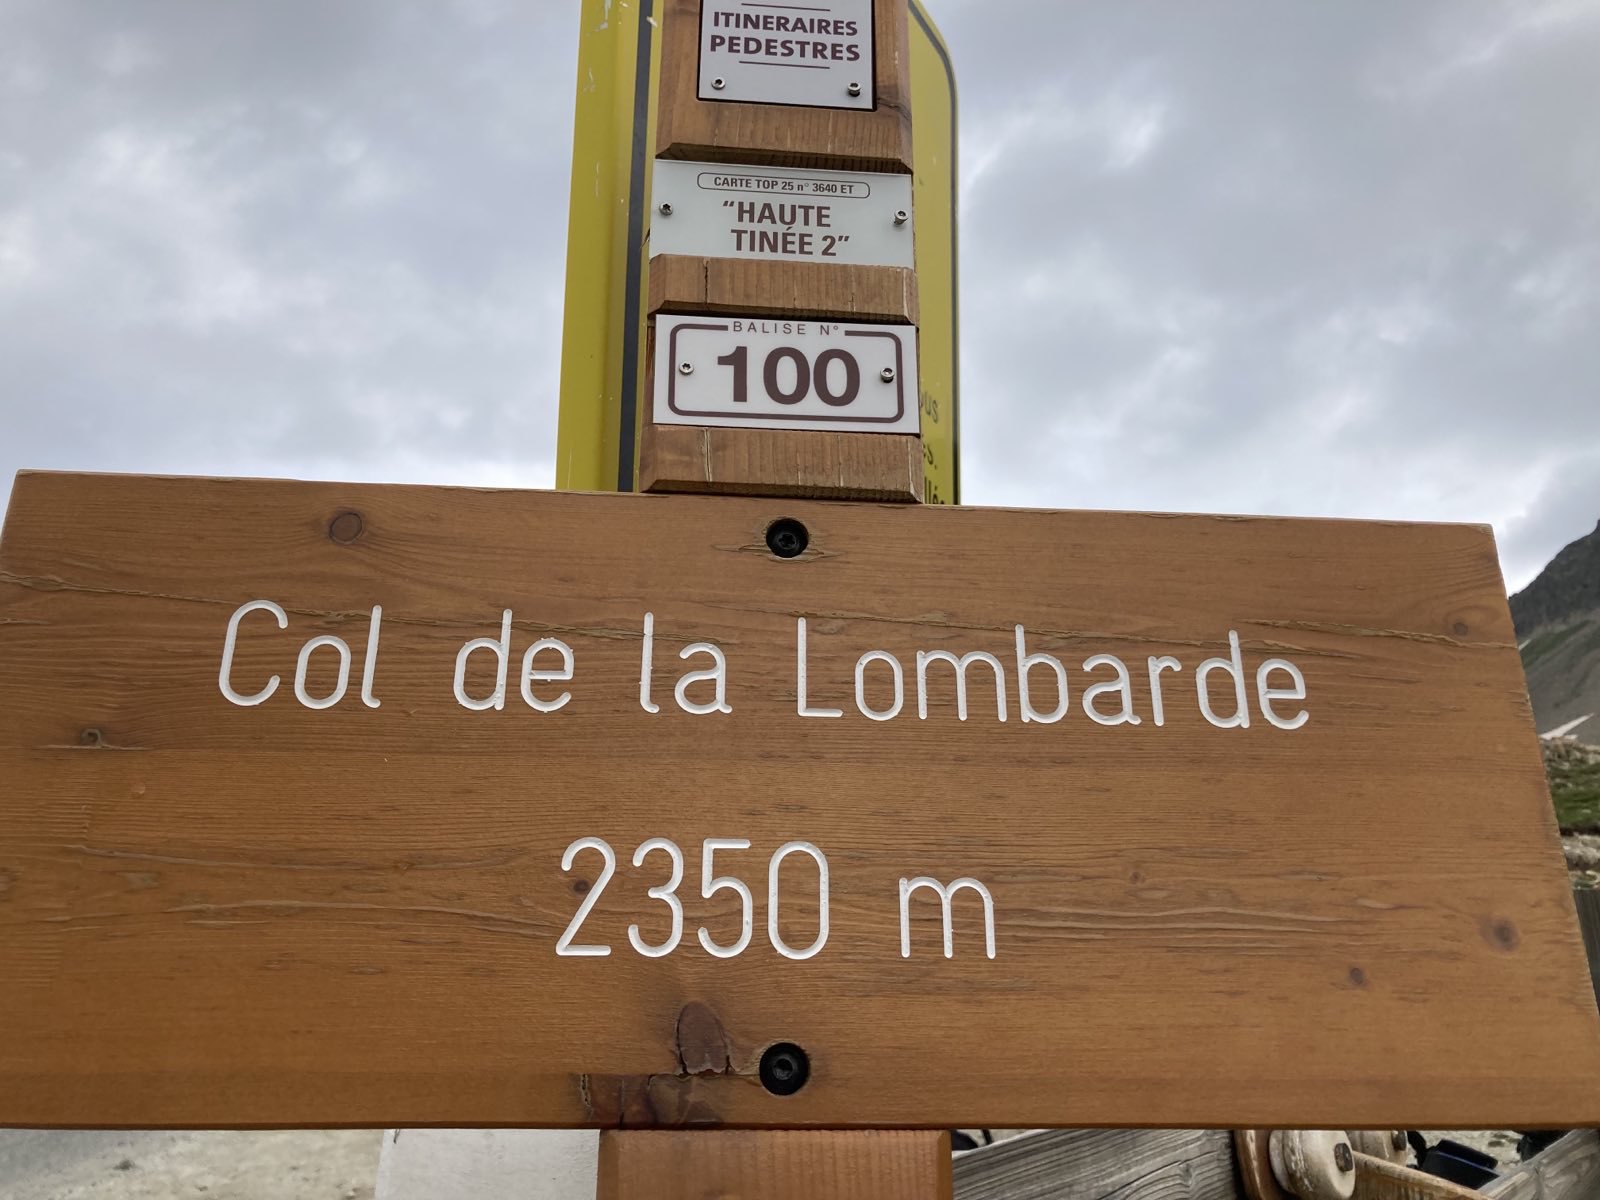 ITINERAIRES
PEDESTRES
CARTE TOP 25 n° 3640 ET
"HAUTE
TINÉE 2"
BALISE N°
100
Col de la Lombarde
2350 m